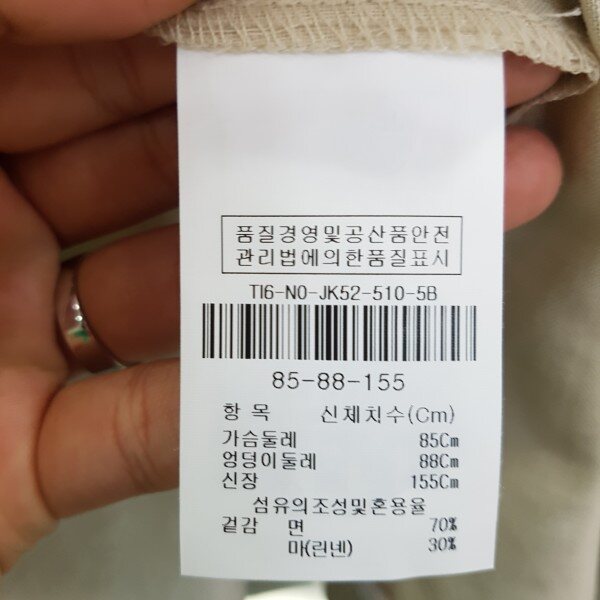 품질경영및공산품안전
관리법에의한품질표시
TI6-N0-JK52-510-5B
85-88-155
항 목 신체치수(Cm)
가슴둘레 85Cm
엉덩이둘레 88Cm
신장 155Cm
섬유의조성및혼용율
겉감 면 70%
마(린넨) 30%